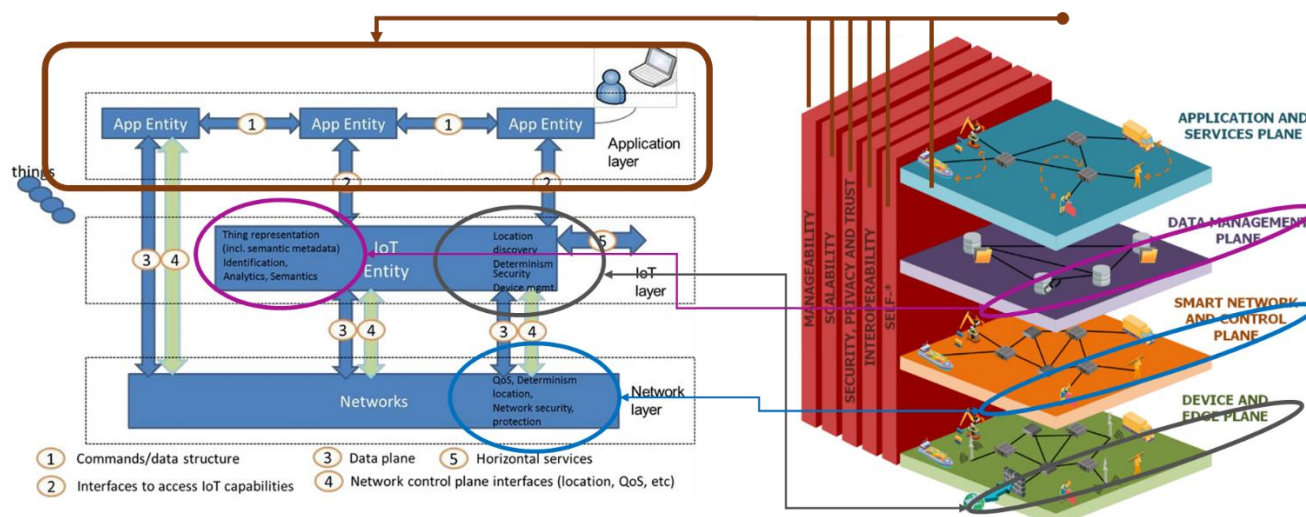 App Entity
1
App Entity
1
App Entity
Application
layer
things
2
2
Thing representation
(incl. semantic metadata)
Identification,
Analytics, Semantics
IoT
Entity
Location
discovery
Determinism
Security
Device mgmt
5
IoT
layer
3
4
3
4
3
4
Networks
QoS, Determinism
location,
Network security,
protection
Network
layer
1 Commands/data structure
3 Data plane
5 Horizontal services
2 Interfaces to access IoT capabilities
4 Network control plane interfaces (location, QoS, etc)
MANAGEABILITY
SCALABILITY
SECURITY, PRIVACY AND TRUST
INTEROPERABILITY
SELF-*
APPLICATION AND
SERVICES PLANE
DATA MANAGEMENT
PLANE
SMART NETWORK
AND CONTROL
PLANE
DEVICE AND
EDGE PLANE